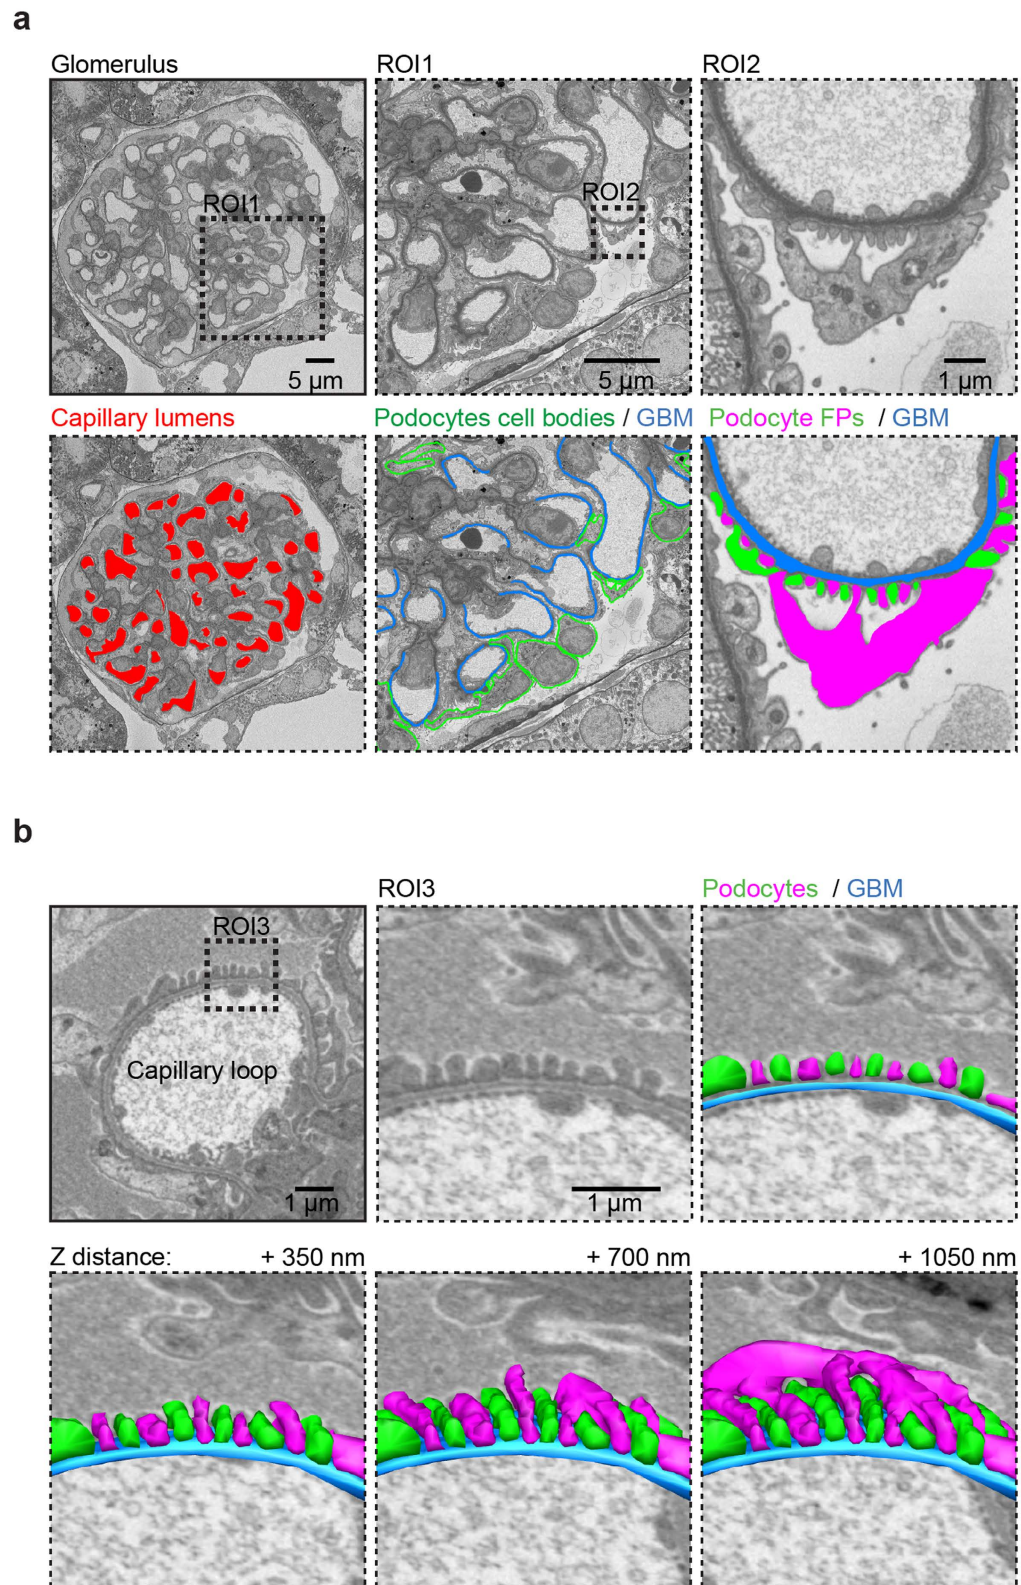 a
Glomerulus
ROI1
ROI2
ROI1
ROI2
5 µm
5 µm
1 µm
Capillary lumens
Podocytes cell bodies / GBM
Podocyte FPs / GBM
b
ROI3
Podocytes / GBM
ROI3
Capillary loop
1 µm
1 µm
Z distance: + 350 nm
+ 700 nm
+ 1050 nm